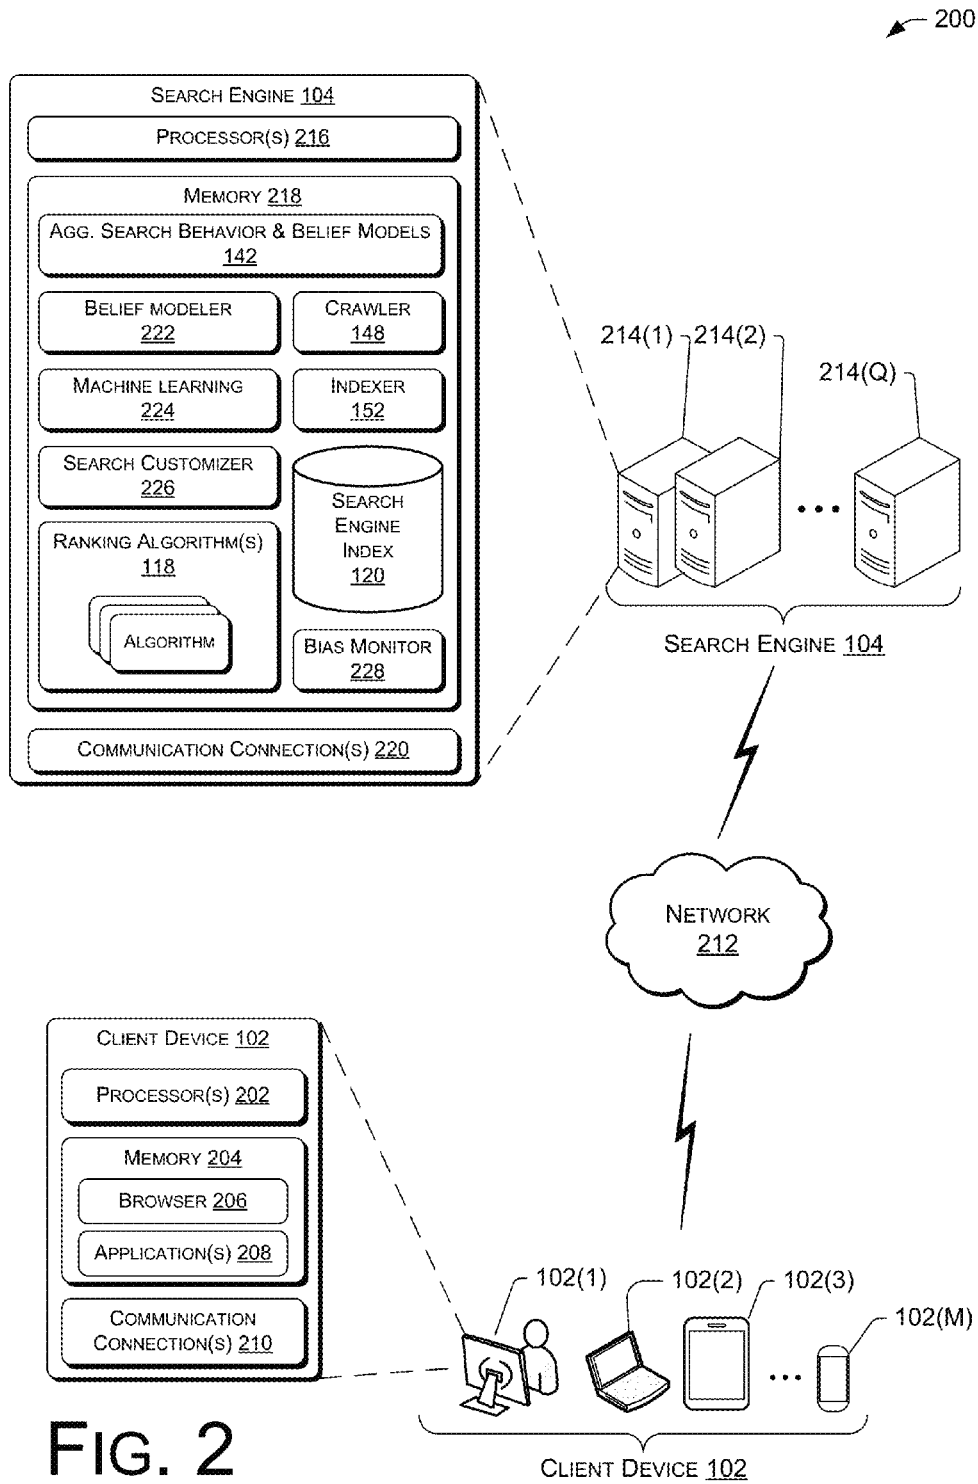 200
SEARCH ENGINE 104
PROCESSOR(S) 216
MEMORY 218
AGG. SEARCH BEHAVIOR & BELIEF MODELS
142
BELIEF MODELER
222
CRAWLER
148
MACHINE LEARNING
224
INDEXER
152
SEARCH CUSTOMIZER
226
SEARCH
ENGINE
INDEX
120
RANKING ALGORITHM(S)
118
ALGORITHM
BIAS MONITOR
228
COMMUNICATION CONNECTION(S) 220
214(1)
214(2)
214(Q)
SEARCH ENGINE 104
NETWORK
212
CLIENT DEVICE 102
PROCESSOR(S) 202
MEMORY 204
BROWSER 206
APPLICATION(S) 208
COMMUNICATION
CONNECTION(S) 210
102(1)
102(2)
102(3)
102(M)
CLIENT DEVICE 102
FIG. 2